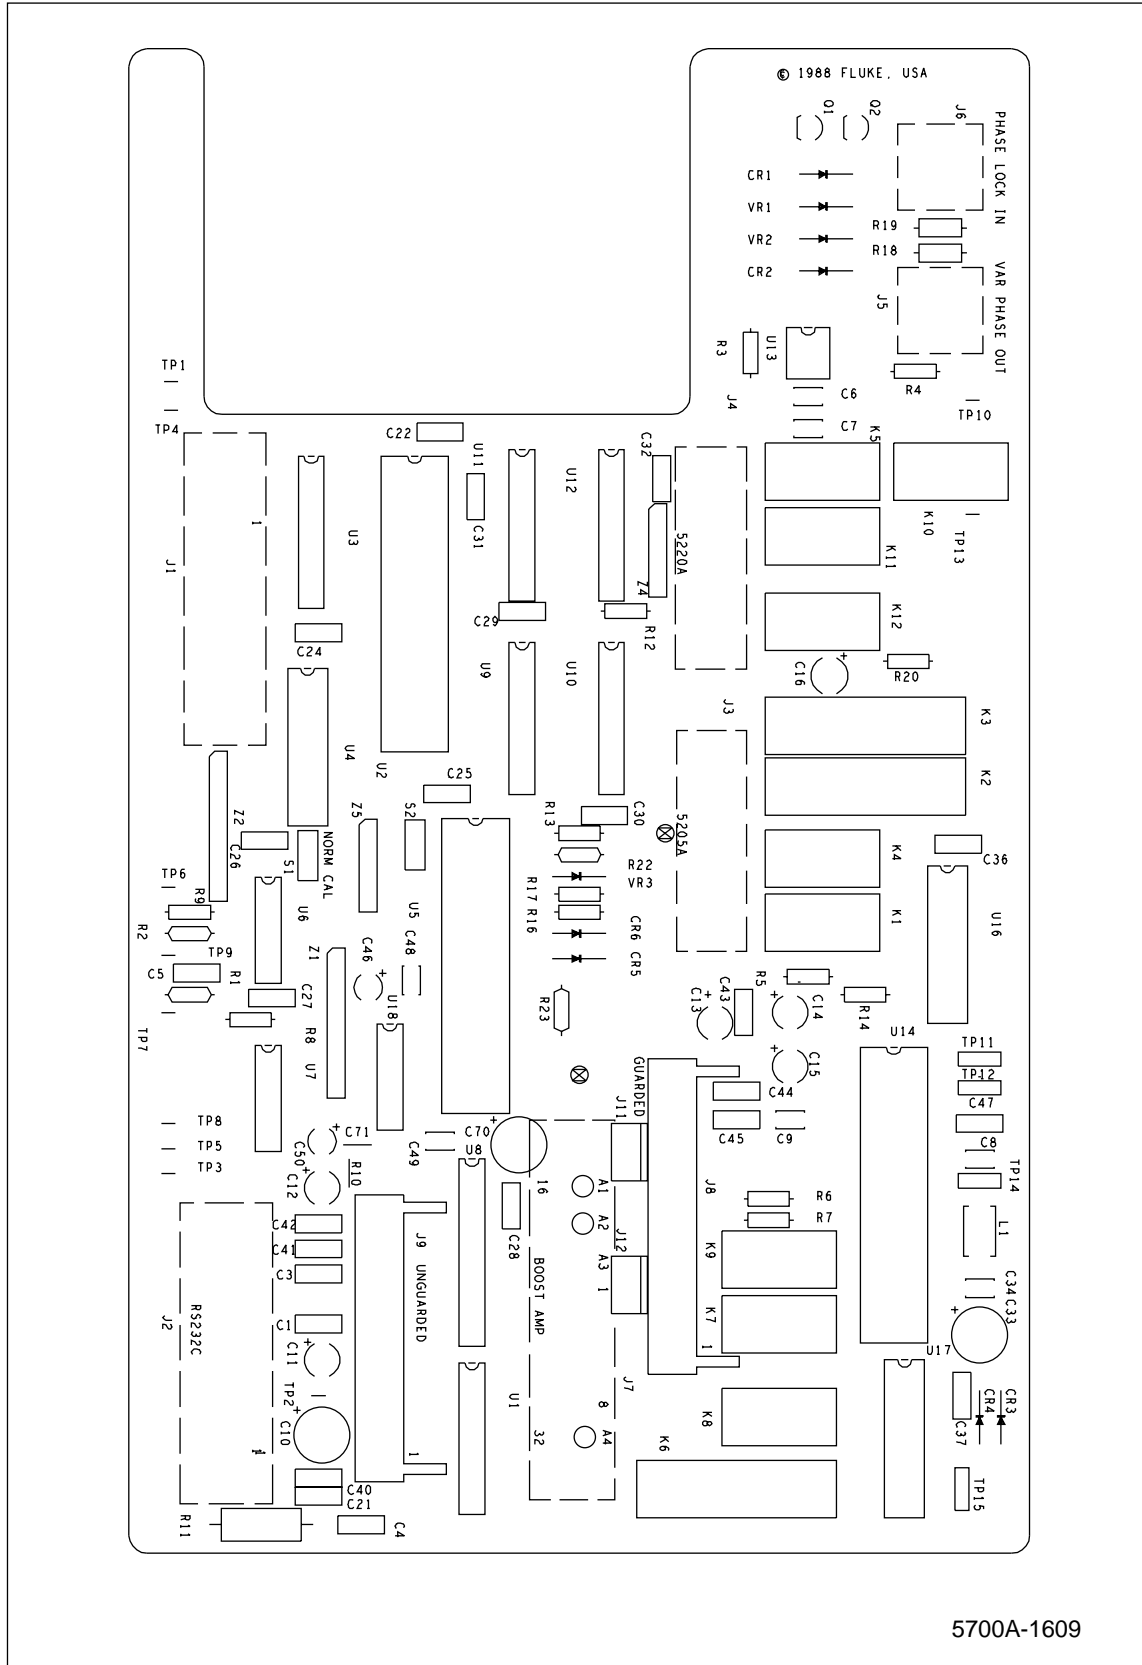 © 1988 FLUKE, USA
Q1
Q2
J6
PHASE LOCK IN
CR1
VR1
VR2
CR2
R19
R18
J5
VAR PHASE OUT
R3
U13
R4
TP1
J4
C6
C7
K5
TP10
TP4
C22
U11
U12
C32
U3
C31
J1
1
5220A
Z4
K11
K10
TP13
C29
R12
K12
C24
U9
U10
C16
+
R20
J3
K3
U4
U2
K2
C25
Z2
Z5
S2
R13
C30
5205A
NORM CAL
C26
S1
K4
C36
TP6
R9
R22
VR3
R17
R16
U6
U5
K1
U16
R2
TP9
CR6
CR5
C5
R1
Z1
C46
+
C48
C27
U18
R23
C13
+
C43
R5
C14
+
R14
TP7
R8
U7
U14
TP11
TP12
C47
C15
+
GUARDED
J11
C44
C45
C9
C8
TP8
TP5
TP3
C50
C71
C49
C70
+
U8
TP14
C12
+
R10
16
A1
A2
J8
R6
R7
L1
C42
C41
C3
J9
UNGUARDED
C28
J12
K9
BOOST AMP
A3
1
C34
C33
+
J2
RS232C
C1
C11
+
K7
1
U17
TP2
+
C10
U1
J7
8
32
A4
K8
K6
CR4
CR3
C37
1
1
C40
C21
TP15
R11
C4
5700A-1609